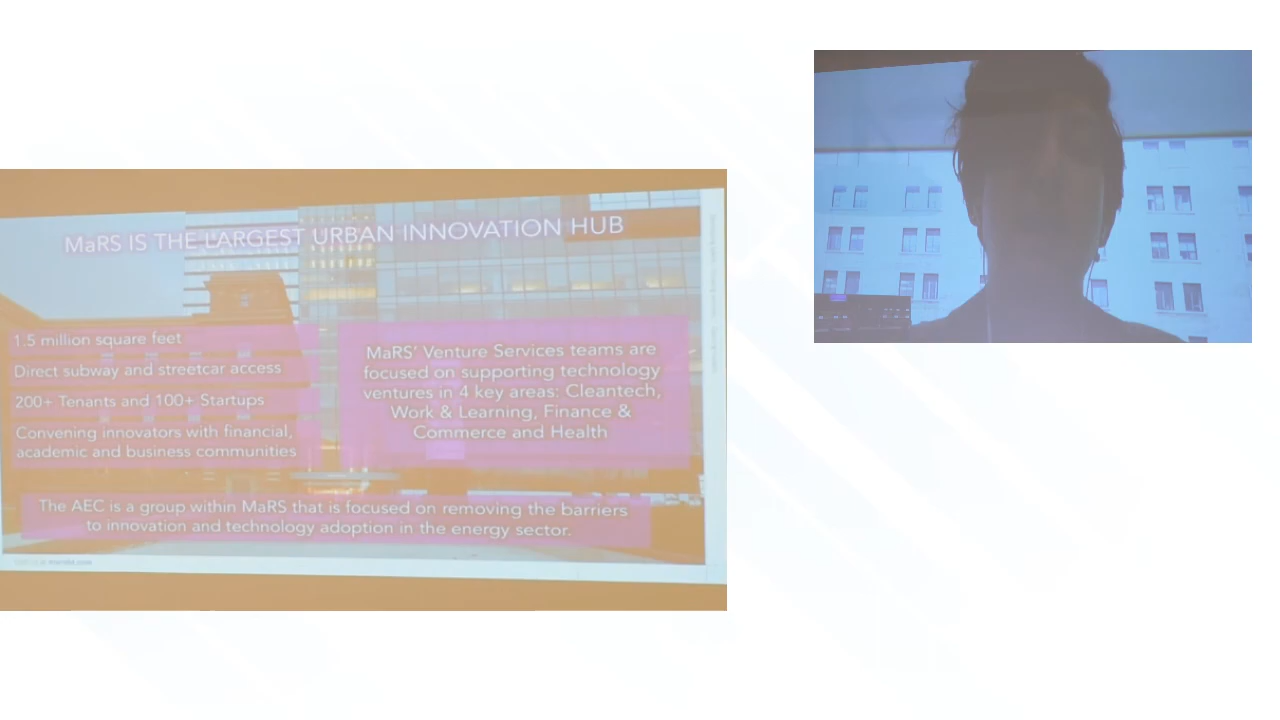 MaRS IS THE LARGEST URBAN INNOVATION HUB
1.5 million square feet
Direct subway and streetcar access
200+ Tenants and 100+ Startups
Convening innovators with financial,
academic and business communities
MaRS' Venture Services teams are
focused on supporting technology
ventures in 4 key areas: Cleantech,
Work & Learning, Finance &
Commerce and Health
The AEC is a group within MaRS that is focused on removing the barriers
to innovation and technology adoption in the energy sector.